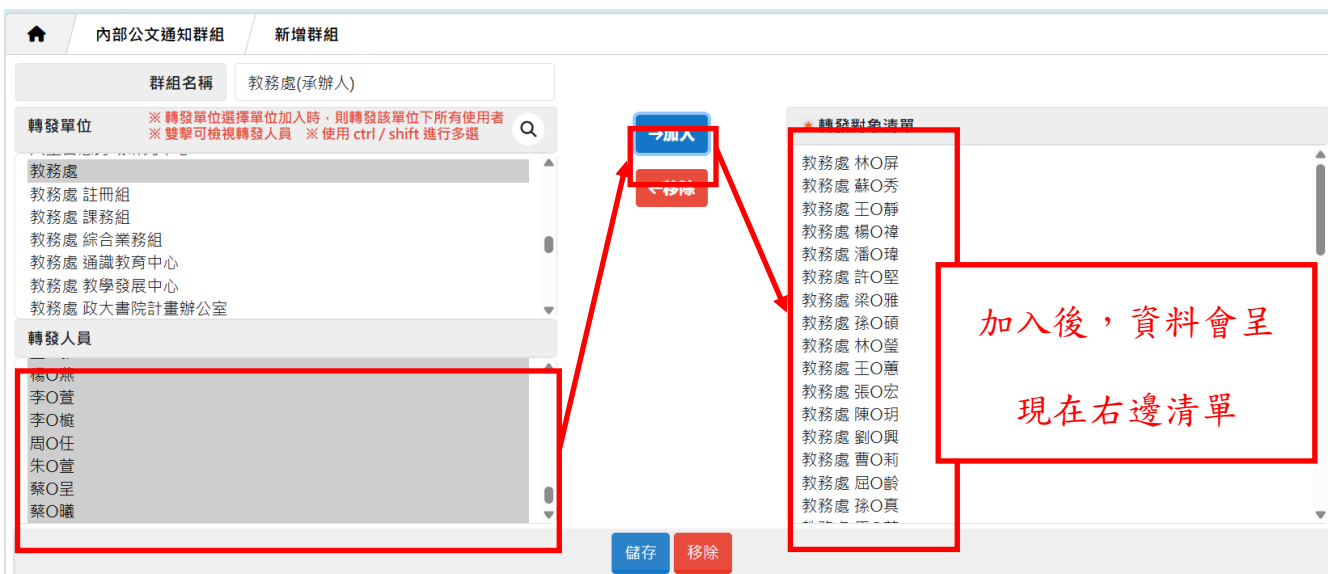 內部公文通知群組
新增群組
群組名稱
教務處(承辦人)
轉發單位
※ 轉發單位選擇單位加入時，則轉發該單位下所有使用者
※ 雙擊可檢視轉發人員 ※ 使用 ctrl / shift 進行多選
教務處
教務處 註冊組
教務處 課務組
教務處 綜合業務組
教務處 通識教育中心
教務處 教學發展中心
教務處 政大書院計畫辦公室
轉發人員
楊O燕
李O萱
李O榳
周O任
朱O萱
蔡O呈
蔡O曦
→加入
←移除
* 轉發對象清單
教務處 林O屏
教務處 蘇O秀
教務處 王O靜
教務處 楊O禕
教務處 潘O瑋
教務處 許O堅
教務處 梁O雅
教務處 孫O碩
教務處 林O瑩
教務處 王O蕙
教務處 張O宏
教務處 陳O玥
教務處 劉O興
教務處 曹O莉
教務處 屈O齡
教務處 孫O真
加入後，資料會呈
現在右邊清單
儲存
移除